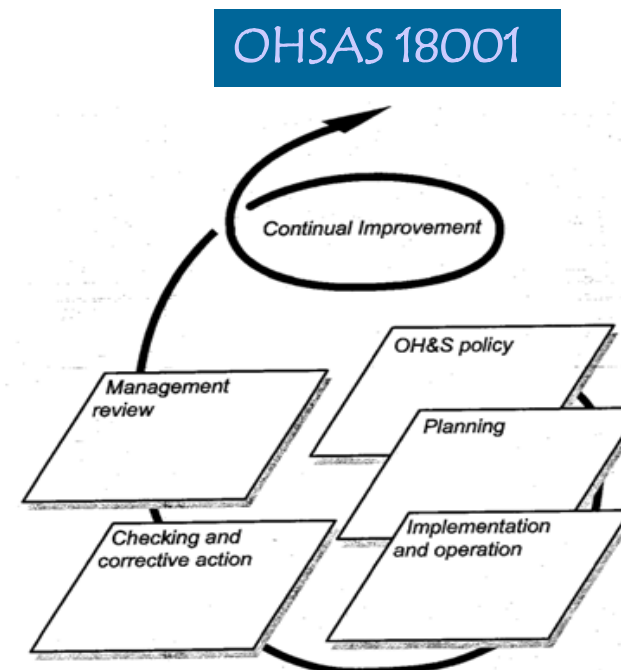 OHSAS 18001
Continual Improvement
OH&S policy
Management
review
Planning
Implementation
and operation
Checking and
corrective action